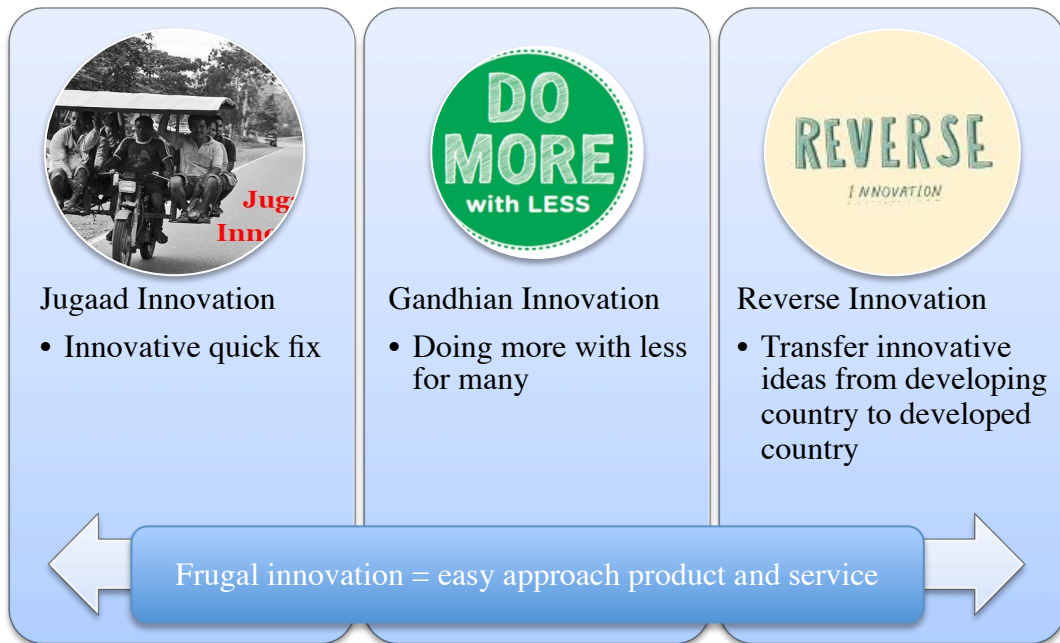 DO
MORE
with LESS
REVERSE
INNOVATION
Jugaad Innovation
• Innovative quick fix
Gandhian Innovation
• Doing more with less
for many
Reverse Innovation
• Transfer innovative
ideas from developing
country to developed
country
Frugal innovation = easy approach product and service